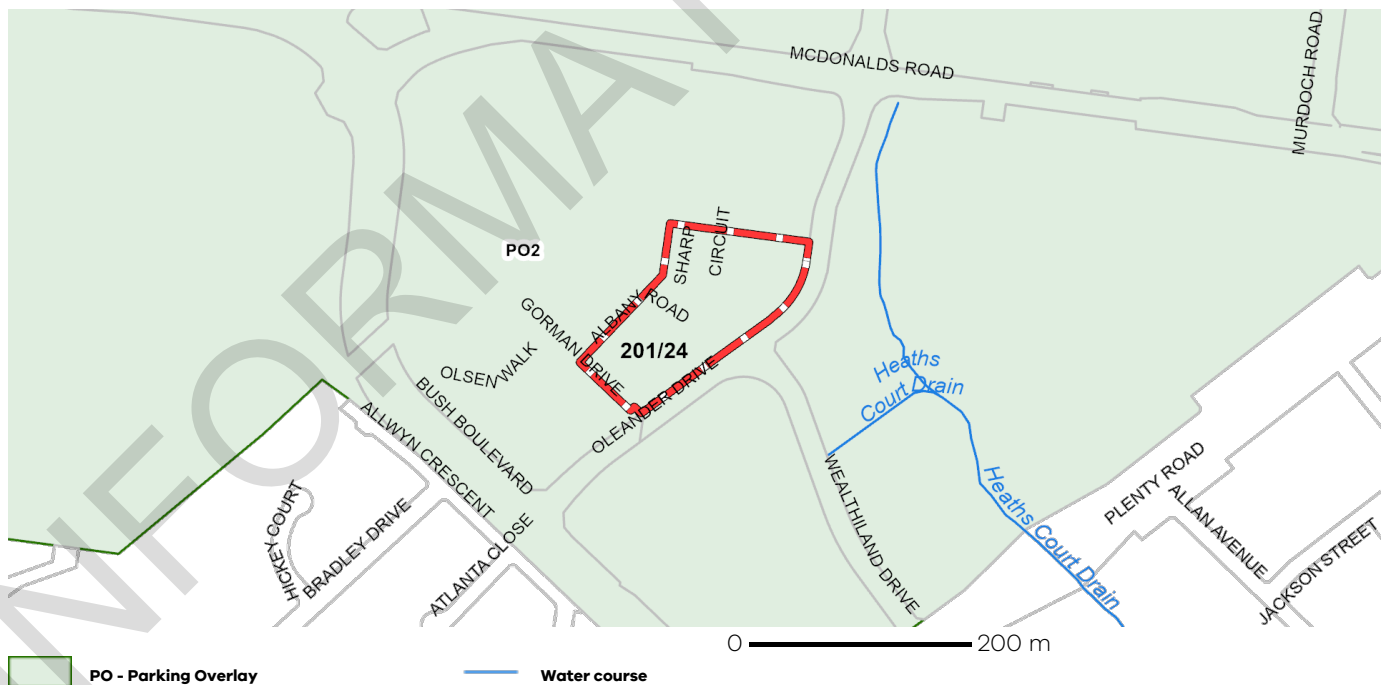 MCDONALDS ROAD
MURDOCH ROAD
PO2
SHARP
CIRCUIT
ALBANY ROAD
GORMAN DRIVE
201/24
OLSEN WALK
OLEANDER DRIVE
BUSH BOULEVARD
ALLWYN CRESCENT
Heaths
Court Drain
HICKEY COURT
BRADLEY DRIVE
ATLANTA CLOSE
WEALTHILAND DRIVE
Heaths Court Drain
PLENTY ROAD
ALLAN AVENUE
JACKSON STREET
0 200 m
PO - Parking Overlay
Water course
INFORMAT